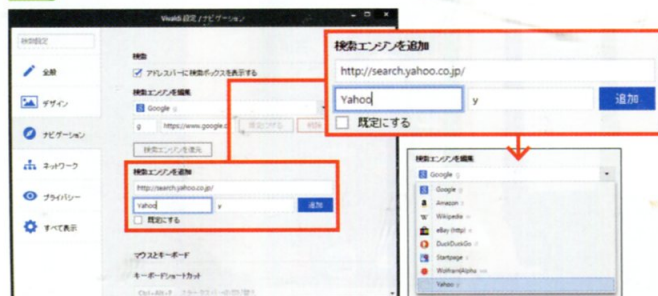 Vivaldi 設定 / ナビゲーション
検索
アドレスバーに検索ボックスを表示する
全般
デザイン
ナビゲーション
ネットワーク
プライバシー
すべて表示
検索エンジンを編集
Google g
g https://www.google.c 既定にする 削除
検索エンジンを復元
検索エンジンを追加
http://search.yahoo.co.jp/
Yahoo y 追加
既定にする
マウスとキーボード
キーボードショートカット
検索エンジンを追加
http://search.yahoo.co.jp/
Yahoo y 追加
既定にする
検索エンジンを編集
Google g
Google g
Amazon
Wikipedia
eBay (http)
DuckDuckGo
Startpage
WolframAlpha
Yahoo y